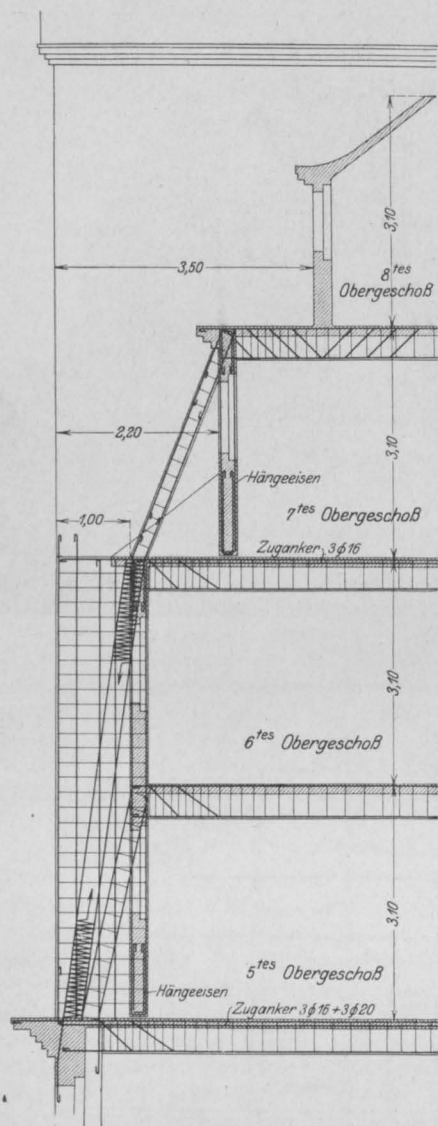 3,10
3,50
8tes
Obergeschoß
2,20
3,10
Hängeeisen
1,00
7tes Obergeschoß
Zuganker 3ϕ16
3,10
6tes Obergeschoß
3,10
5tes Obergeschoß
Hängeeisen
Zuganker 3ϕ16+3ϕ20